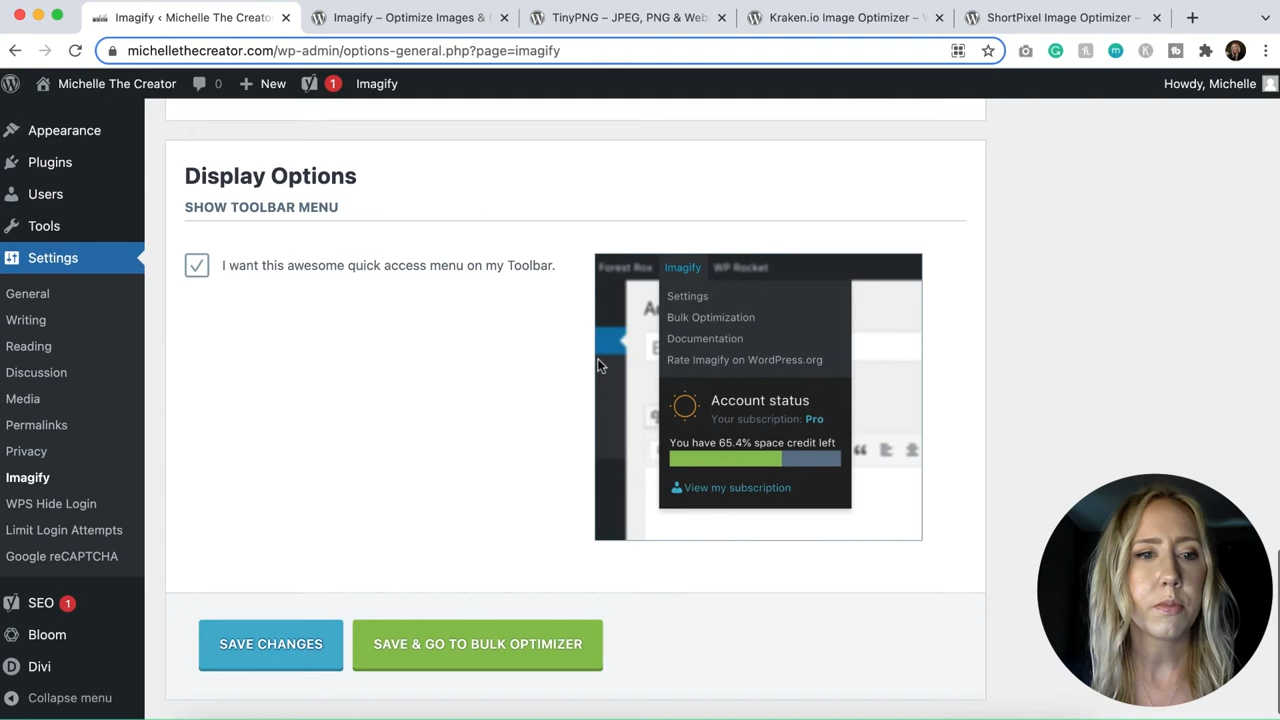 Imagify ‹ Michelle The Creato
Imagify – Optimize Images &
TinyPNG – JPEG, PNG & Web
Kraken.io Image Optimizer –
ShortPixel Image Optimizer –
michellethecreator.com/wp-admin/options-general.php?page=imagify
Michelle The Creator
0
New
1
Imagify
Howdy, Michelle
Appearance
Plugins
Users
Tools
Settings
General
Writing
Reading
Discussion
Media
Permalinks
Privacy
Imagify
WPS Hide Login
Limit Login Attempts
Google reCAPTCHA
SEO 1
Bloom
Divi
Collapse menu
Display Options
SHOW TOOLBAR MENU
I want this awesome quick access menu on my Toolbar.
Forest Rox Imagify WP Rocket
Settings
Bulk Optimization
Documentation
Rate Imagify on WordPress.org
Account status
Your subscription: Pro
You have 65.4% space credit left
View my subscription
SAVE CHANGES
SAVE & GO TO BULK OPTIMIZER